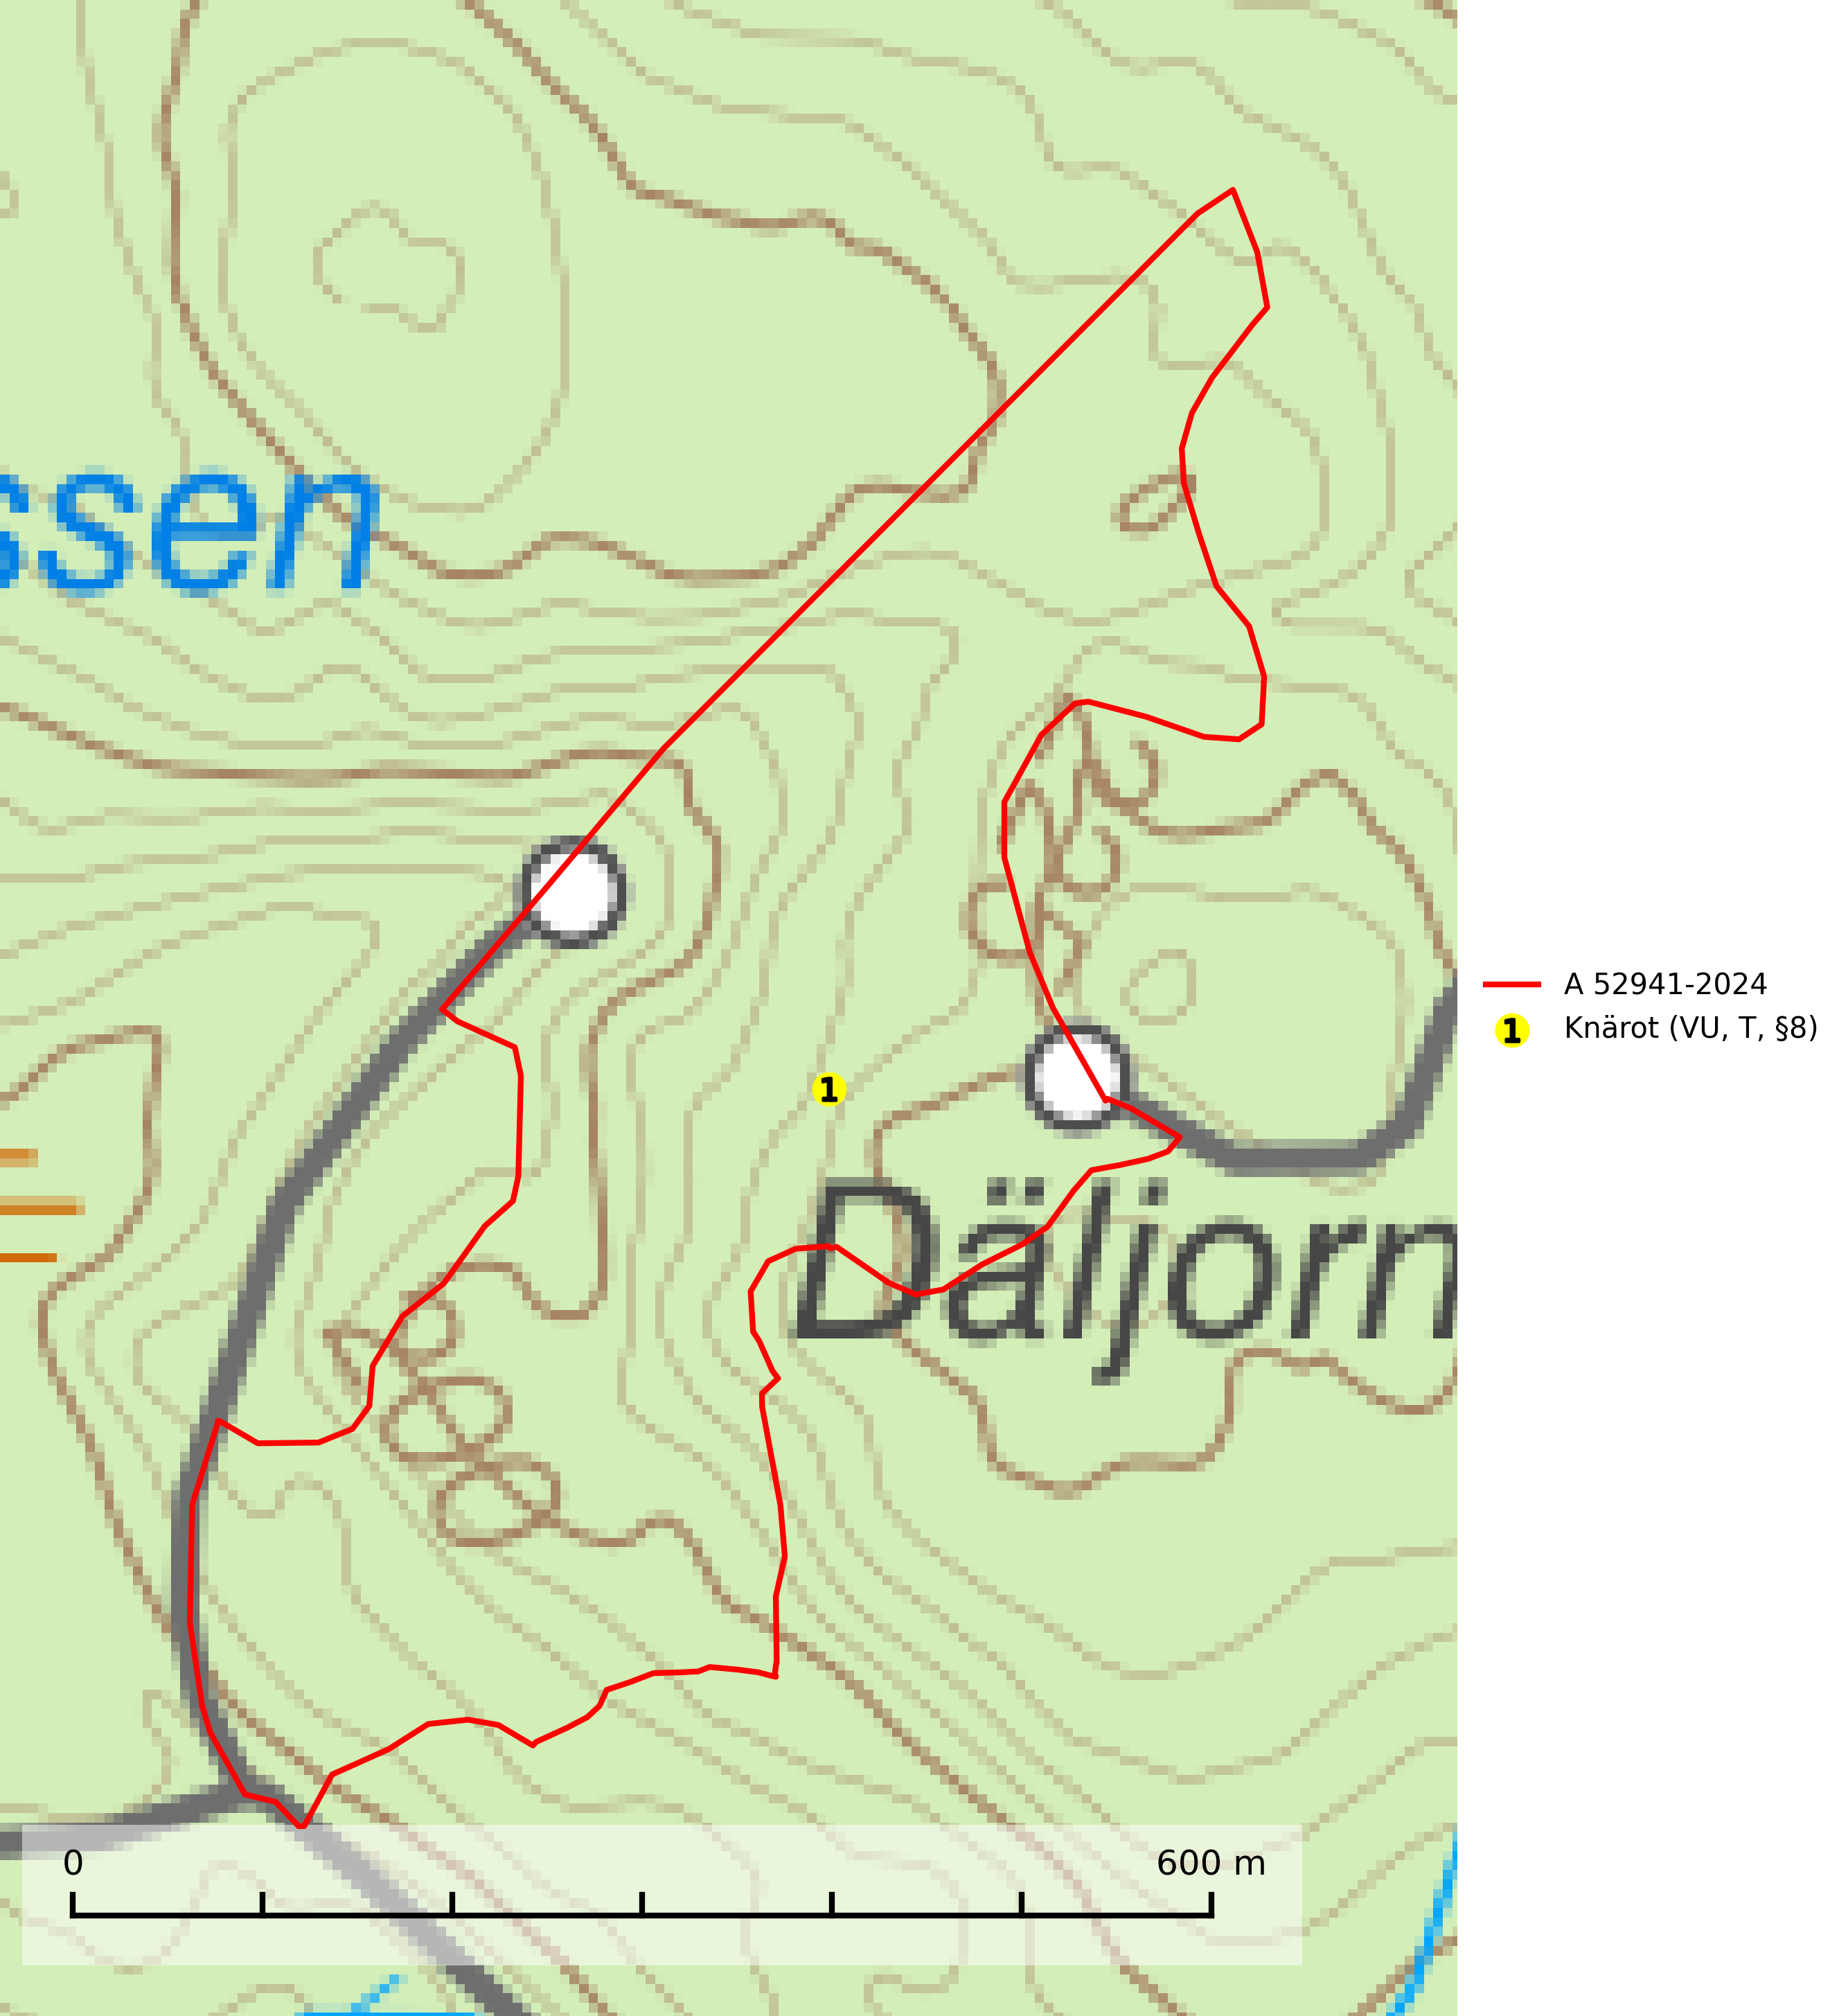 ssen
1
Däljorn
0 600 m
A 52941-2024
1 Knärot (VU, T, §8)